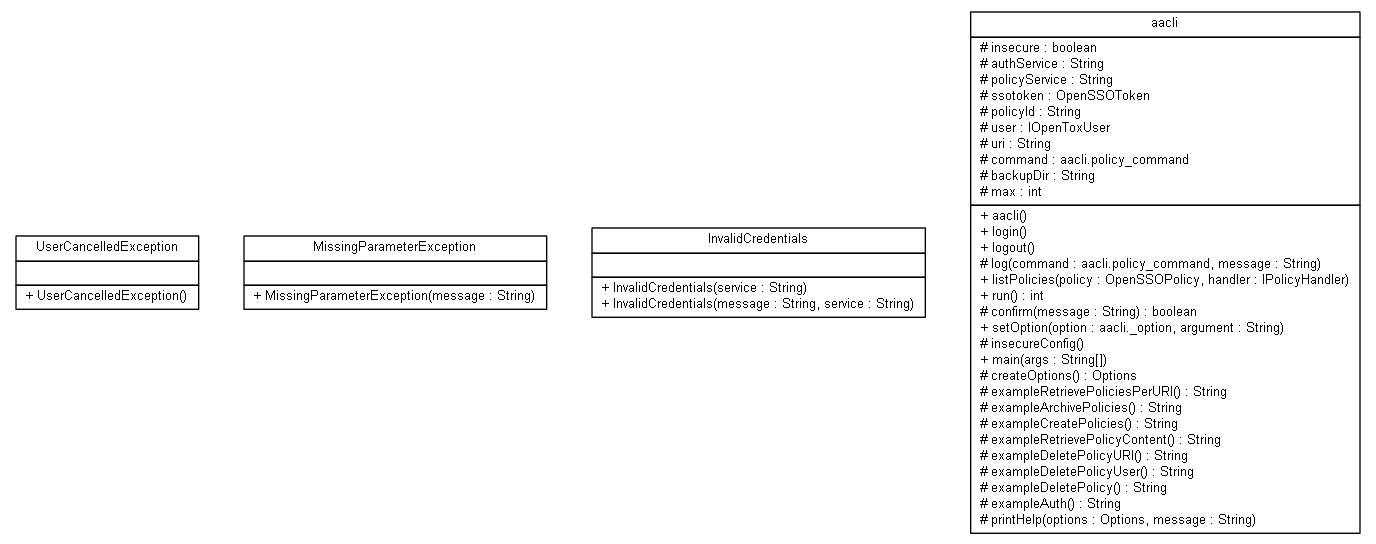 UserCancelledException
+ UserCancelledException()
MissingParameterException
+ MissingParameterException(message : String)
InvalidCredentials
+ InvalidCredentials(service : String)
+ InvalidCredentials(message : String, service : String)
aacli
# insecure : boolean
# authService : String
# policyService : String
# ssotoken : OpenSSOToken
# policyId : String
# user : IOpenToxUser
# uri : String
# command : aacli.policy_command
# backupDir : String
# max : int
+ aacli()
+ login()
+ logout()
# log(command : aacli.policy_command, message : String)
+ listPolicies(policy : OpenSSOPolicy, handler : IPolicyHandler)
+ run() : int
# confirm(message : String) : boolean
+ setOption(option : aacli._option, argument : String)
# insecureConfig()
+ main(args : String[])
# createOptions() : Options
# exampleRetrievePoliciesPerURI() : String
# exampleArchivePolicies() : String
# exampleCreatePolicies() : String
# exampleRetrievePolicyContent() : String
# exampleDeletePolicyURI() : String
# exampleDeletePolicyUser() : String
# exampleDeletePolicy() : String
# exampleAuth() : String
# printHelp(options : Options, message : String)